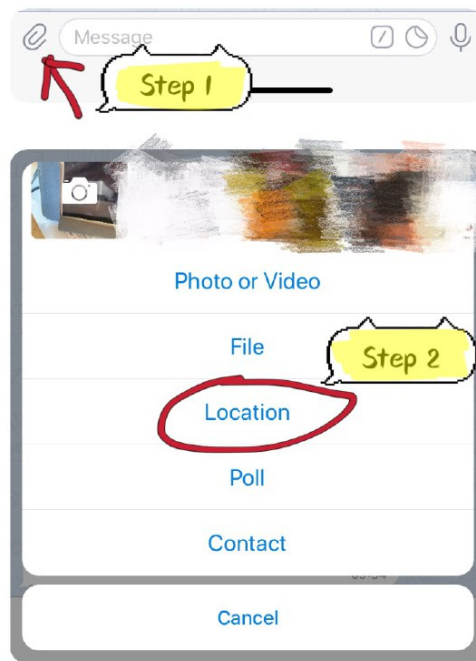 Message
Step 1
Photo or Video
File
Step 2
Location
Poll
Contact
Cancel